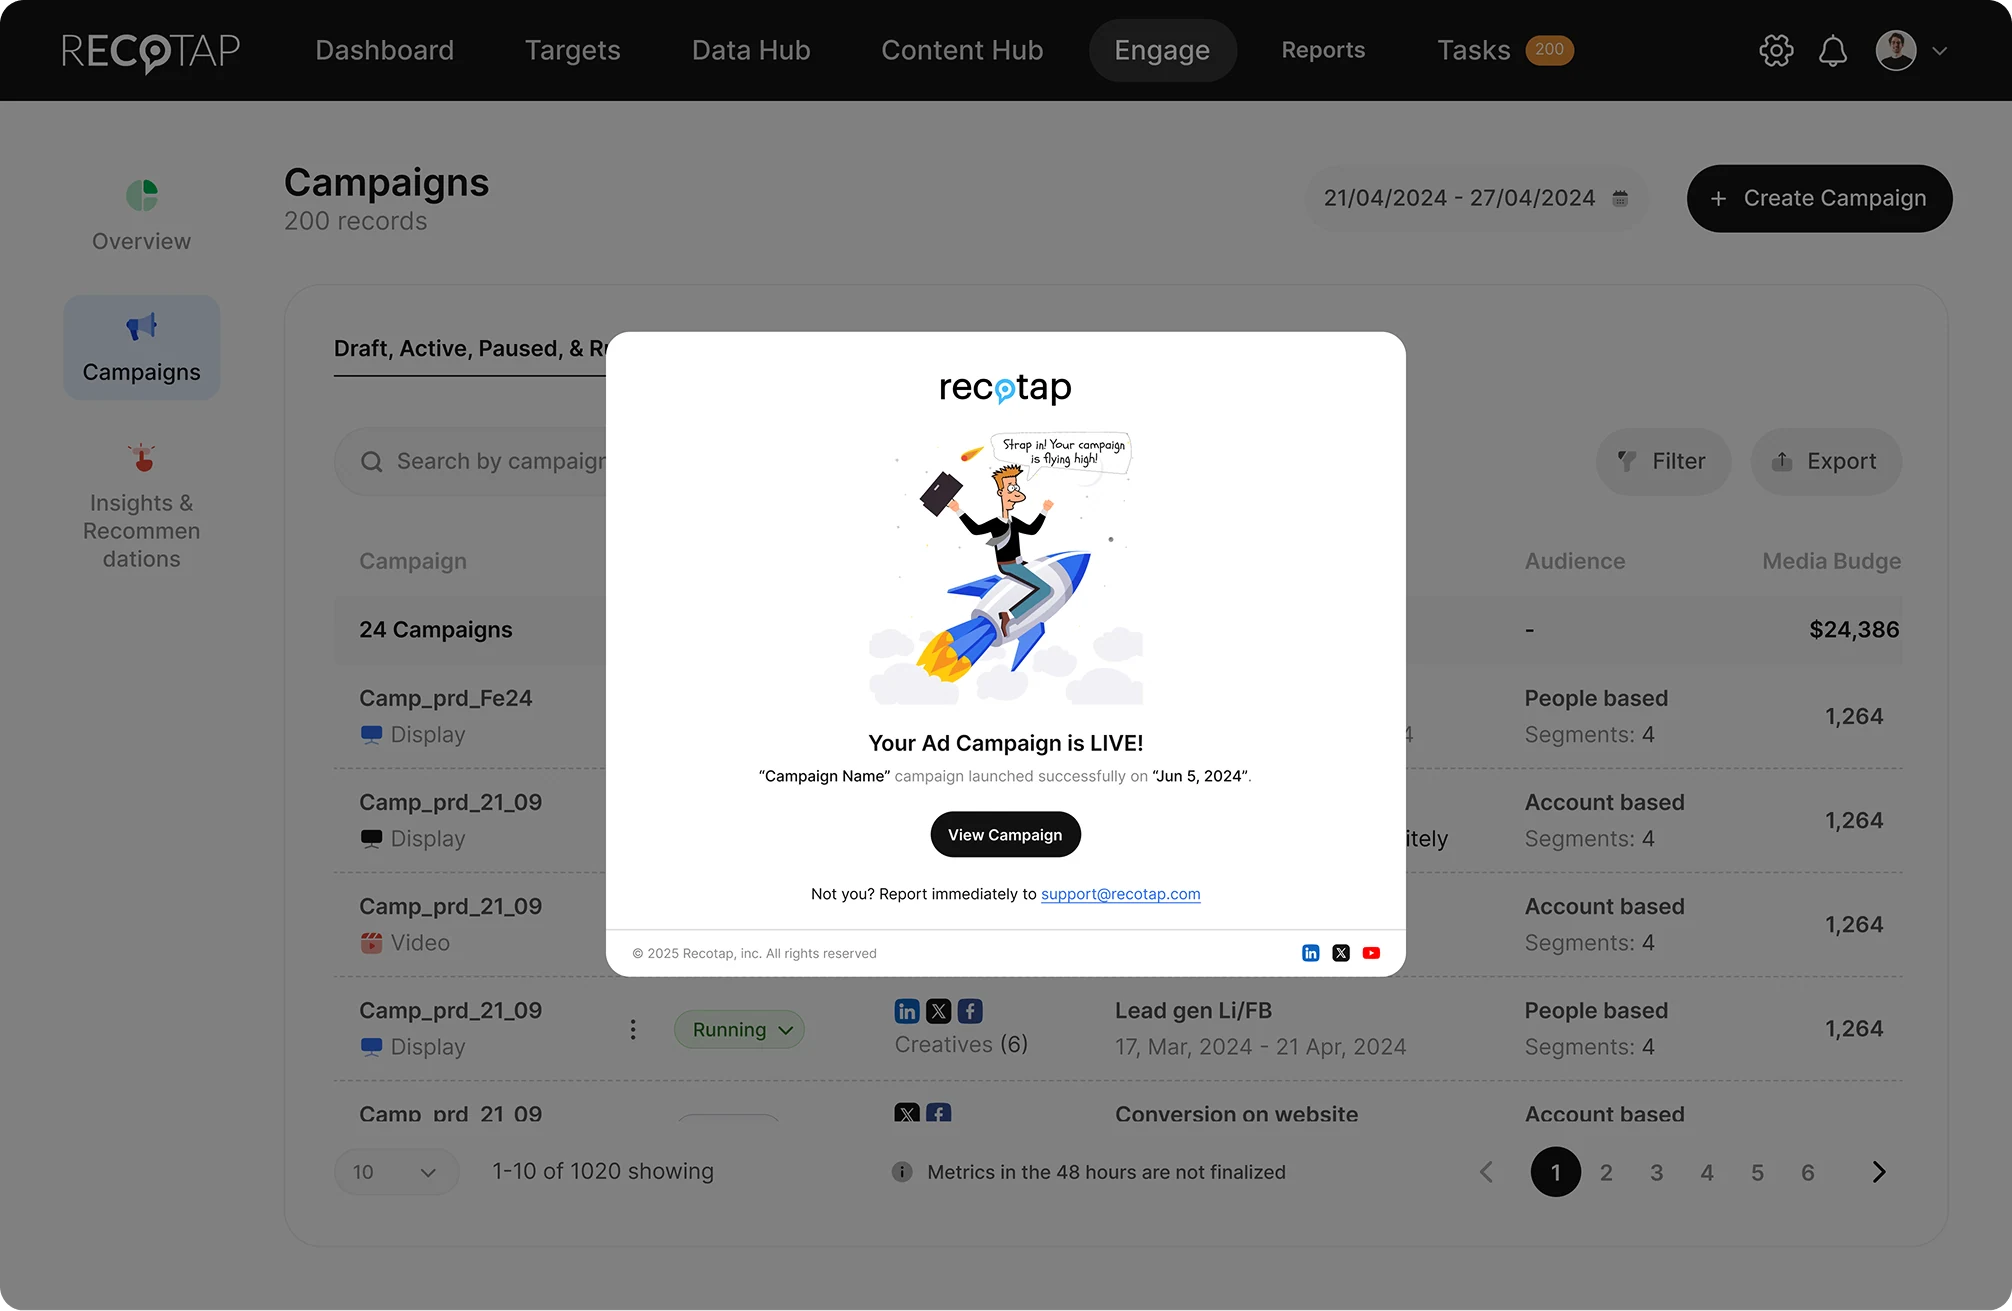 RECOTAP
Dashboard
Targets
Data Hub
Content Hub
Engage
Reports
Tasks 200
Overview
Campaigns
Insights &
Recommen
dations
Campaigns
200 records
21/04/2024 - 27/04/2024
+ Create Campaign
Draft, Active, Paused, & Ru
Search by campaign
Filter
Export
Campaign
Audience
Media Budge
24 Campaigns
-
$24,386
Camp_prd_Fe24
Display
4
People based
Segments: 4
1,264
Camp_prd_21_09
Display
itely
Account based
Segments: 4
1,264
Camp_prd_21_09
Video
Account based
Segments: 4
1,264
Camp_prd_21_09
Display
Running
Creatives (6)
Lead gen Li/FB
17, Mar, 2024 - 21 Apr, 2024
People based
Segments: 4
1,264
Camp_prd_21_09
Conversion on website
Account based
10
1-10 of 1020 showing
Metrics in the 48 hours are not finalized
1 2 3 4 5 6
recotap
Strap in! Your campaign
is flying high!
Your Ad Campaign is LIVE!
“Campaign Name” campaign launched successfully on “Jun 5, 2024”.
View Campaign
Not you? Report immediately to support@recotap.com
© 2025 Recotap, inc. All rights reserved